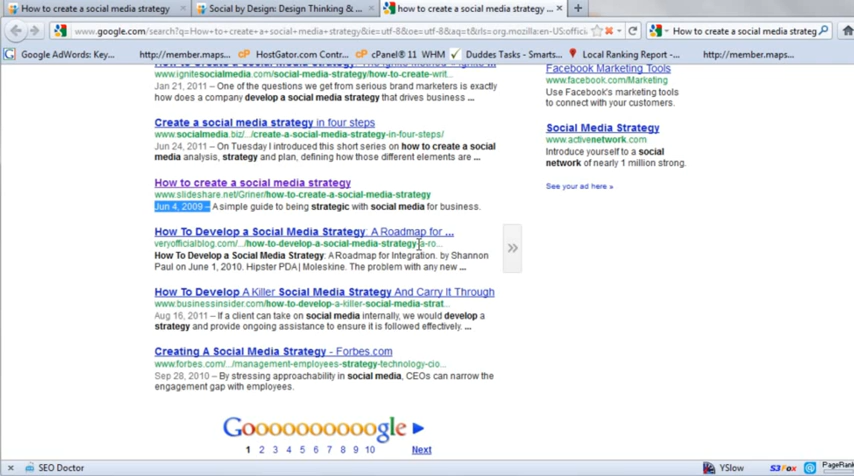 How to create a social media strategy
Social by Design: Design Thinking & ...
how to create a social media strategy ...
www.google.com/search?q=How+to+create+a+social+media+strategy&ie=utf-8&oe=utf-8&aq=t&rls=org.mozilla:en-US:offici
How to create a social media strateg
Google AdWords: Key...
http://member.maps...
HostGator.com Contr...
cPanel® 11 WHM
Duddes Tasks - Smarts...
Local Ranking Report -...
http://member.maps...
www.ignitesocialmedia.com/social-media-strategy/how-to-create-writ...
Jan 21, 2011 – One of the questions we get from serious brand marketers is exactly
how does a company develop a social media strategy that drives business ...
Create a social media strategy in four steps
www.socialmedia.biz/.../create-a-social-media-strategy-in-four-steps/
Jun 24, 2011 – On Tuesday I introduced this short series on how to create a social
media analysis, strategy and plan, defining how those different elements are ...
How to create a social media strategy
www.slideshare.net/Griner/how-to-create-a-social-media-strategy
Jun 4, 2009 – A simple guide to being strategic with social media for business.
How To Develop a Social Media Strategy: A Roadmap for ...
veryofficialblog.com/.../how-to-develop-a-social-media-strategy-a-ro...
How To Develop a Social Media Strategy: A Roadmap for Integration. by Shannon
Paul on June 1, 2010. Hipster PDA | Moleskine. The problem with any new ...
How To Develop A Killer Social Media Strategy And Carry It Through
www.businessinsider.com/how-to-develop-a-killer-social-media-strat...
Aug 16, 2011 – If a client can take on social media internally, we would develop a
strategy and provide ongoing assistance to ensure it is followed effectively. ...
Creating A Social Media Strategy - Forbes.com
www.forbes.com/.../management-employees-strategy-technology-cio...
Sep 28, 2010 – By stressing approachability in social media, CEOs can narrow the
engagement gap with employees.
Facebook Marketing Tools
www.facebook.com/Marketing
Use Facebook's marketing tools
to connect with your customers.
Social Media Strategy
www.activenetwork.com
Introduce yourself to a social
network of nearly 1 million strong.
See your ad here »
»
Goooooooooogle
1 2 3 4 5 6 7 8 9 10 Next
SEO Doctor
YSlow
S3Fox
PageRank